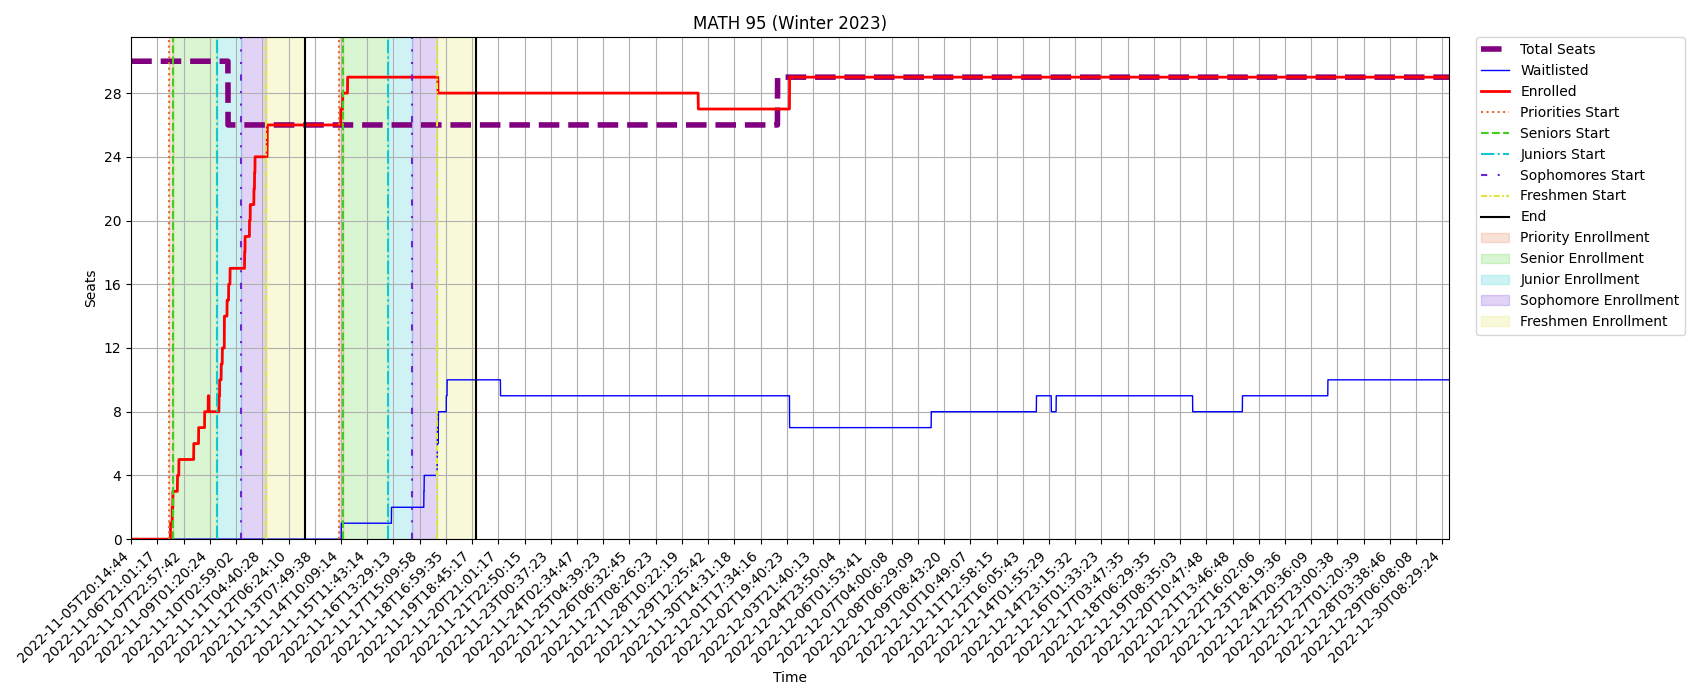 MATH 95 (Winter 2023)
Seats
28
24
20
16
12
8
4
0
2022-11-05T20:14:44
2022-11-06T21:01:17
2022-11-07T22:57:42
2022-11-09T01:20:24
2022-11-10T02:59:02
2022-11-11T04:40:28
2022-11-12T06:24:10
2022-11-13T07:49:38
2022-11-14T10:09:14
2022-11-15T11:43:14
2022-11-16T13:29:13
2022-11-17T15:09:58
2022-11-18T16:59:35
2022-11-19T18:45:17
2022-11-20T21:01:17
2022-11-21T22:50:15
2022-11-23T00:37:23
2022-11-24T02:34:47
2022-11-25T04:39:23
2022-11-26T06:32:45
2022-11-27T08:26:23
2022-11-28T10:22:19
2022-11-29T12:25:42
2022-11-30T14:31:18
2022-12-01T17:34:16
2022-12-02T19:40:23
2022-12-03T21:40:13
2022-12-04T23:50:04
2022-12-06T01:53:41
2022-12-07T04:00:08
2022-12-08T06:29:09
2022-12-09T08:43:20
2022-12-10T10:49:07
2022-12-11T12:58:15
2022-12-12T16:05:43
2022-12-14T01:55:29
2022-12-14T23:15:32
2022-12-16T01:33:23
2022-12-17T03:47:35
2022-12-18T06:29:35
2022-12-19T08:35:03
2022-12-20T10:47:48
2022-12-21T13:46:48
2022-12-22T16:02:06
2022-12-23T18:19:36
2022-12-24T20:36:09
2022-12-25T23:00:38
2022-12-27T01:20:39
2022-12-28T03:38:46
2022-12-29T06:08:08
2022-12-30T08:29:24
Time
Total Seats
Waitlisted
Enrolled
Priorities Start
Seniors Start
Juniors Start
Sophomores Start
Freshmen Start
End
Priority Enrollment
Senior Enrollment
Junior Enrollment
Sophomore Enrollment
Freshmen Enrollment